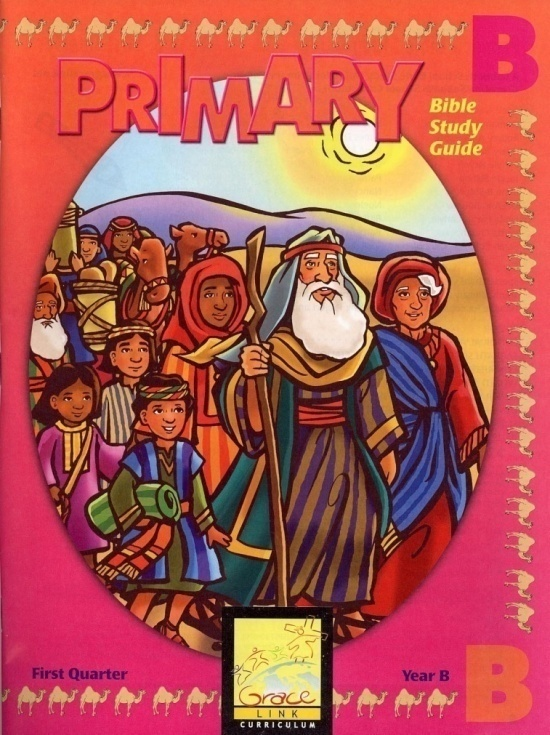 B
PRIMARY
Bible
Study
Guide
First Quarter
Year B
B
Grace
LINK
CURRICULUM